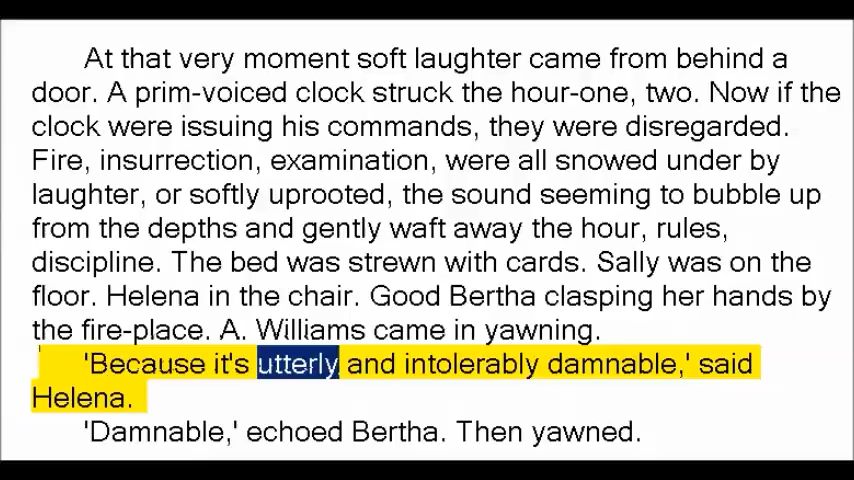 At that very moment soft laughter came from behind a
door. A prim-voiced clock struck the hour-one, two. Now if the
clock were issuing his commands, they were disregarded.
Fire, insurrection, examination, were all snowed under by
laughter, or softly uprooted, the sound seeming to bubble up
from the depths and gently waft away the hour, rules,
discipline. The bed was strewn with cards. Sally was on the
floor. Helena in the chair. Good Bertha clasping her hands by
the fire-place. A. Williams came in yawning.
'Because it's utterly and intolerably damnable,' said
Helena.
'Damnable,' echoed Bertha. Then yawned.